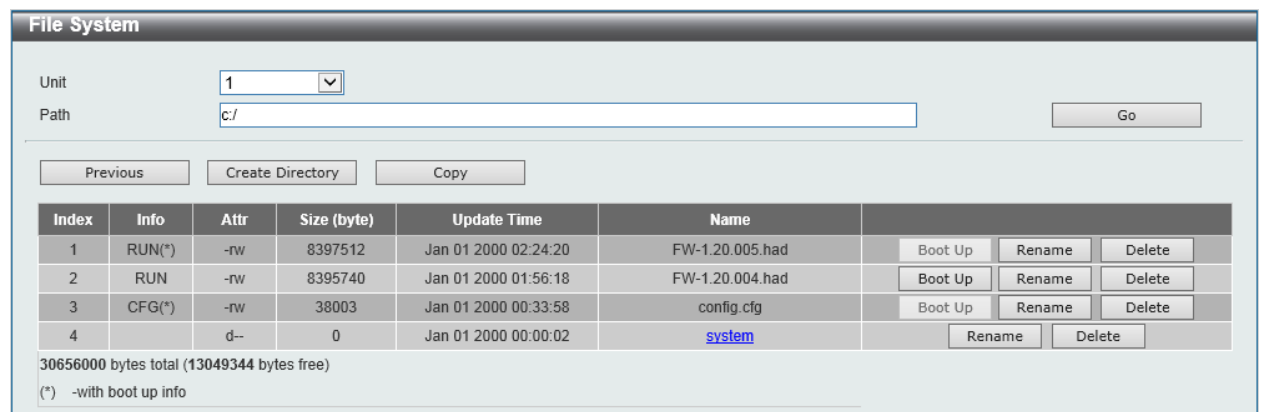 File System
Unit 1
Path c:/ Go
Previous Create Directory Copy
Index Info Attr Size (byte) Update Time Name
1 RUN(*) -rw 8397512 Jan 01 2000 02:24:20 FW-1.20.005.had Boot Up Rename Delete
2 RUN -rw 8395740 Jan 01 2000 01:56:18 FW-1.20.004.had Boot Up Rename Delete
3 CFG(*) -rw 38003 Jan 01 2000 00:33:58 config.cfg Boot Up Rename Delete
4 d-- 0 Jan 01 2000 00:00:02 system Rename Delete
30656000 bytes total (13049344 bytes free)
(*) -with boot up info